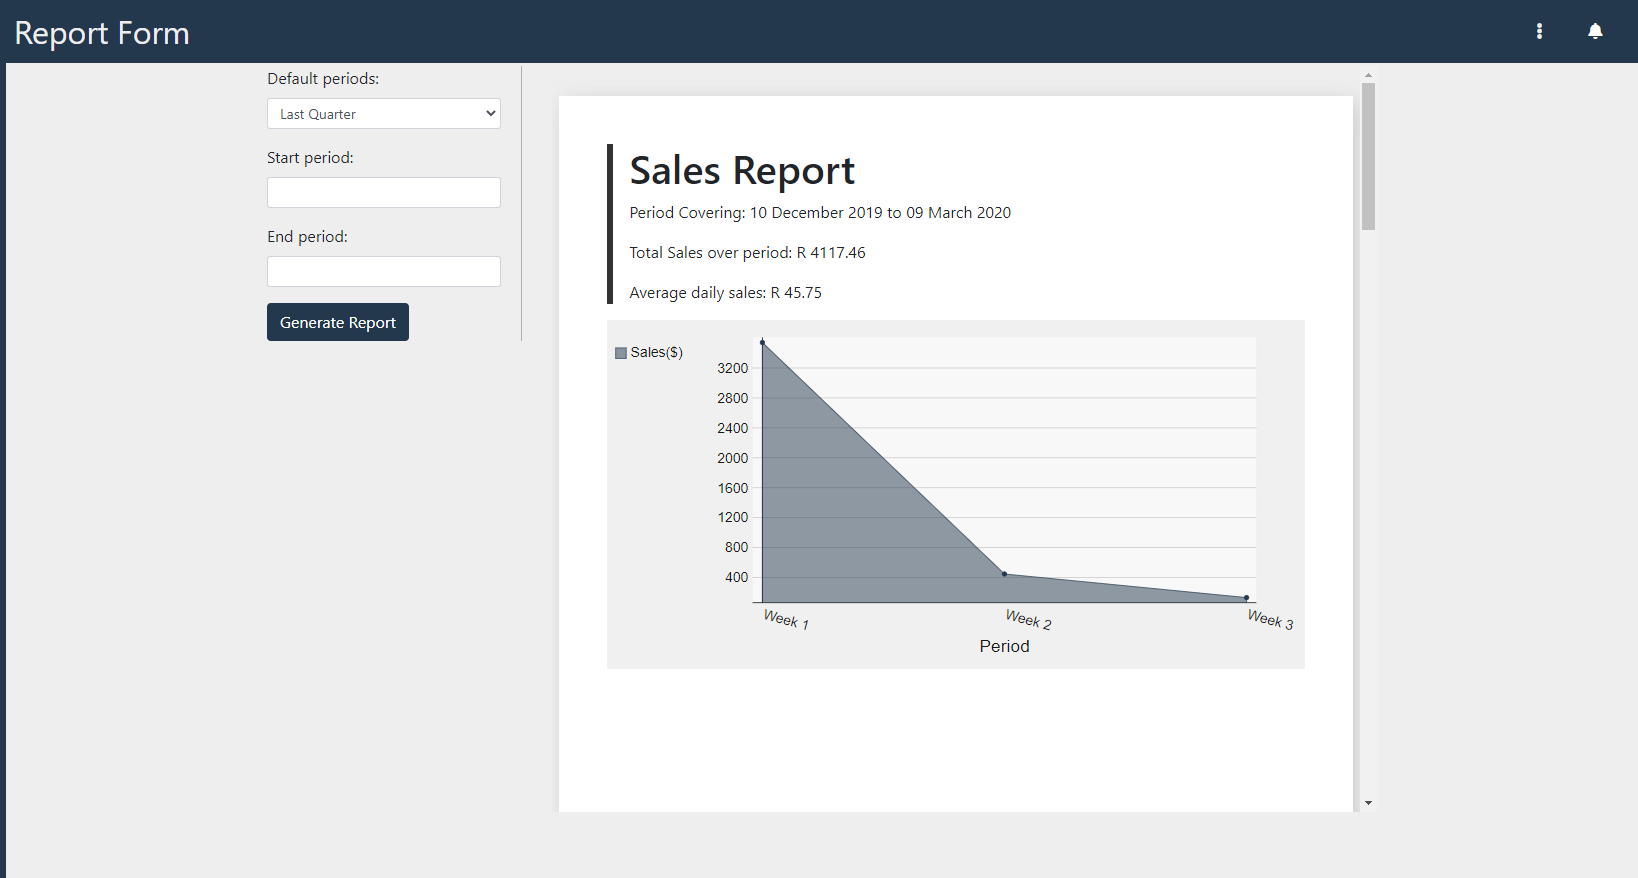 Report Form
Default periods:
Last Quarter
Start period:
End period:
Generate Report
Sales Report
Period Covering: 10 December 2019 to 09 March 2020
Total Sales over period: R 4117.46
Average daily sales: R 45.75
Sales($)
3200
2800
2400
2000
1600
1200
800
400
Week 1
Week 2
Week 3
Period